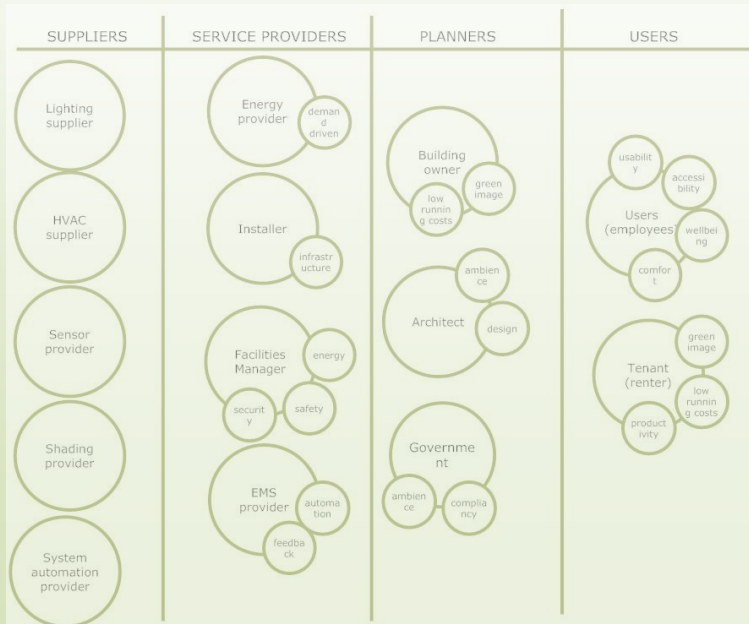 SUPPLIERS
SERVICE PROVIDERS
PLANNERS
USERS
Lighting
supplier
HVAC
supplier
Sensor
provider
Shading
provider
System
automation
provider
Energy
provider
deman
d
driven
Installer
infrastr
ucture
Facilities
Manager
energy
securit
y
safety
EMS
provider
automa
tion
feedba
ck
Building
owner
green
image
low
runnin
g costs
Architect
ambien
ce
design
Governme
nt
ambien
ce
complia
ncy
Users
(employees)
usabilit
y
accessi
bility
wellbei
ng
comfor
t
Tenant
(renter)
green
image
low
runnin
g costs
product
ivity